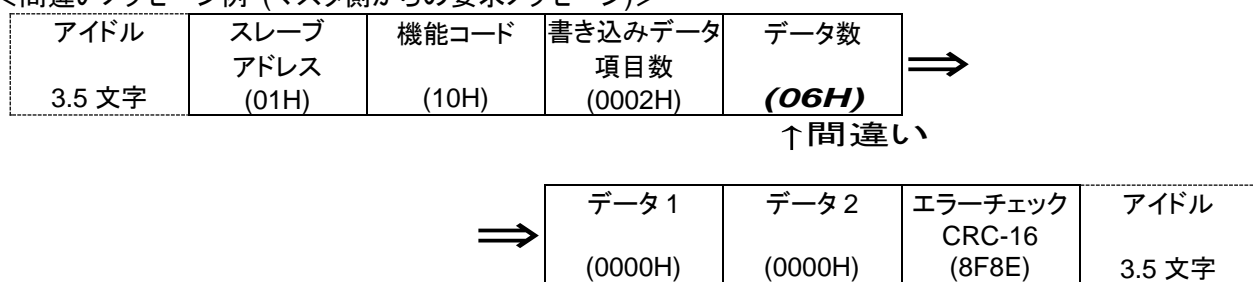 <間違いメッセージ例 (マスタ側からの要求メッセージ)>
アイドル スレーブ 機能コード 書き込みデータ データ数
アドレス 項目数 ⇒
3.5 文字 (01H) (10H) (0002H) (06H)
↑間違い
データ 1 データ 2 エラーチェック アイドル
⇒ CRC-16
(0000H) (0000H) (8F8E) 3.5 文字